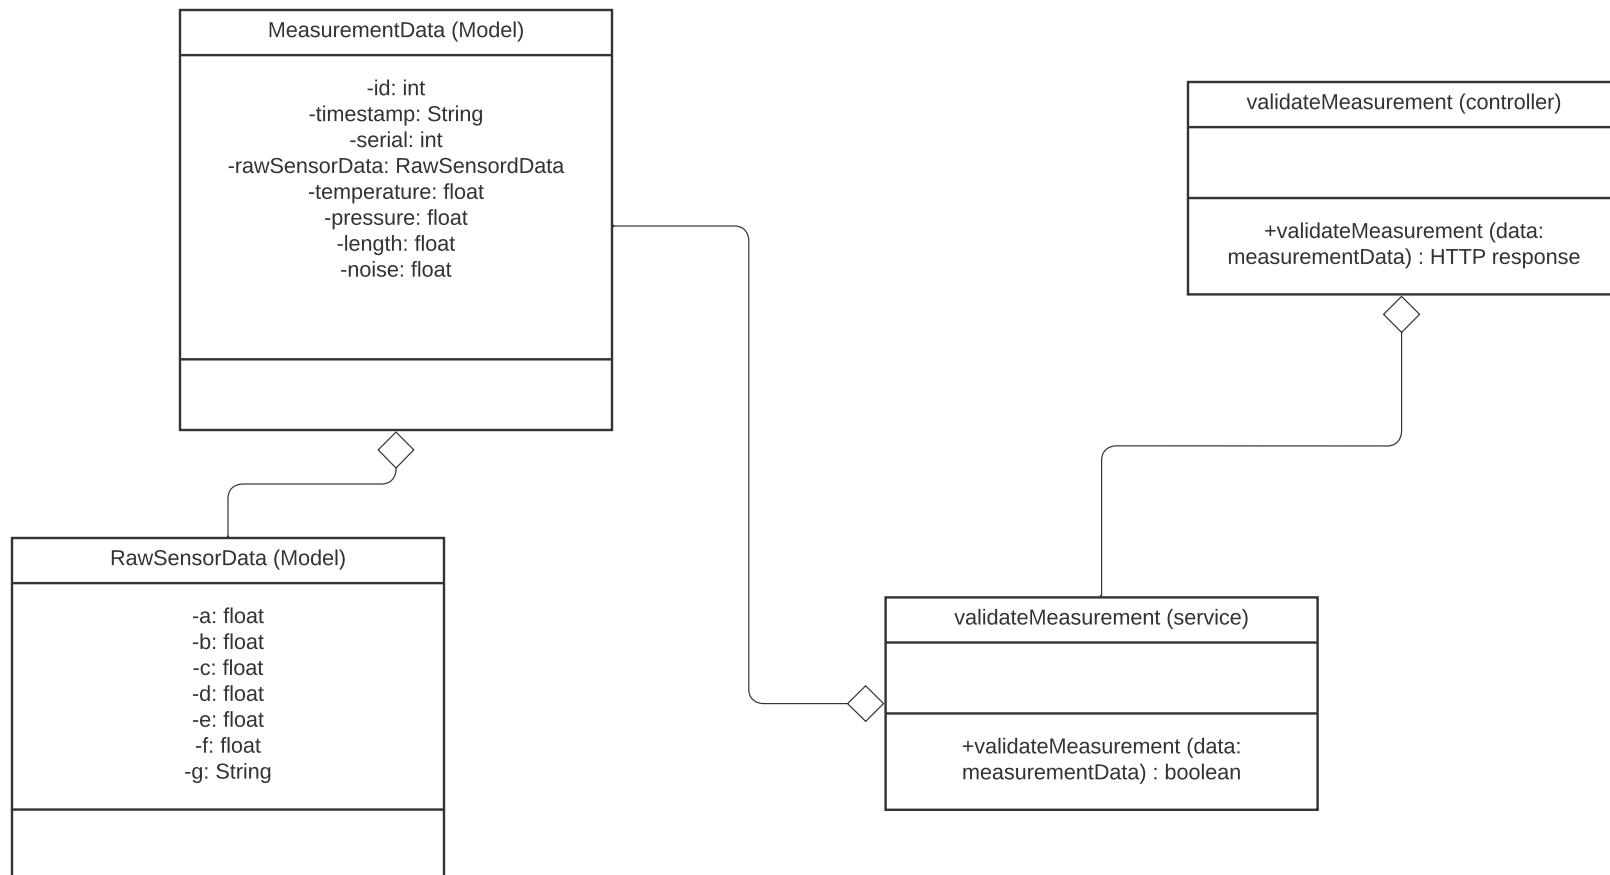 MeasurementData (Model)
-id: int
-timestamp: String
-serial: int
-rawSensorData: RawSensordData
-temperature: float
-pressure: float
-length: float
-noise: float
validateMeasurement (controller)
+validateMeasurement (data:
measurementData) : HTTP response
RawSensorData (Model)
-a: float
-b: float
-c: float
-d: float
-e: float
-f: float
-g: String
validateMeasurement (service)
+validateMeasurement (data:
measurementData) : boolean